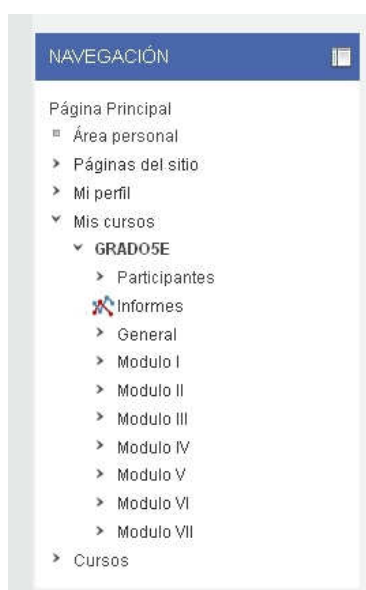 NAVEGACIÓN
Página Principal
Área personal
Páginas del sitio
Mi perfil
Mis cursos
GRADO5E
Participantes
Informes
General
Modulo I
Modulo II
Modulo III
Modulo IV
Modulo V
Modulo VI
Modulo VII
Cursos